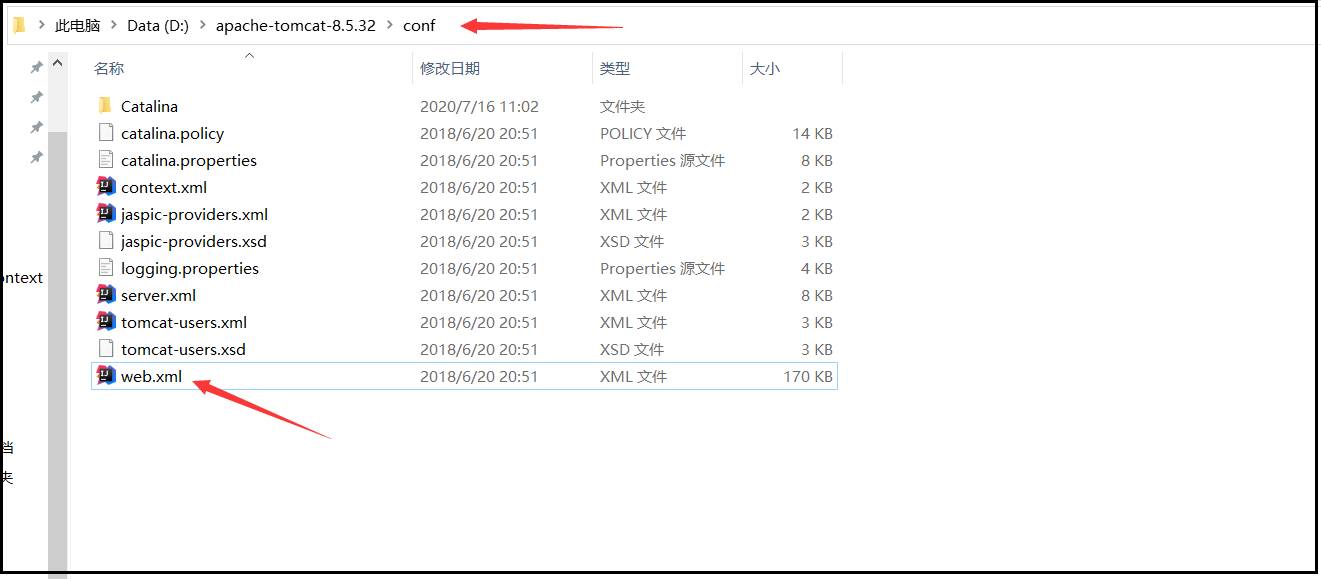 此电脑 > Data (D:) > apache-tomcat-8.5.32 > conf
名称 修改日期 类型 大小
Catalina 2020/7/16 11:02 文件夹
catalina.policy 2018/6/20 20:51 POLICY 文件 14 KB
catalina.properties 2018/6/20 20:51 Properties 源文件 8 KB
context.xml 2018/6/20 20:51 XML 文件 2 KB
jaspic-providers.xml 2018/6/20 20:51 XML 文件 2 KB
jaspic-providers.xsd 2018/6/20 20:51 XSD 文件 3 KB
logging.properties 2018/6/20 20:51 Properties 源文件 4 KB
ontext
server.xml 2018/6/20 20:51 XML 文件 8 KB
tomcat-users.xml 2018/6/20 20:51 XML 文件 3 KB
tomcat-users.xsd 2018/6/20 20:51 XSD 文件 3 KB
web.xml 2018/6/20 20:51 XML 文件 170 KB
当
夹